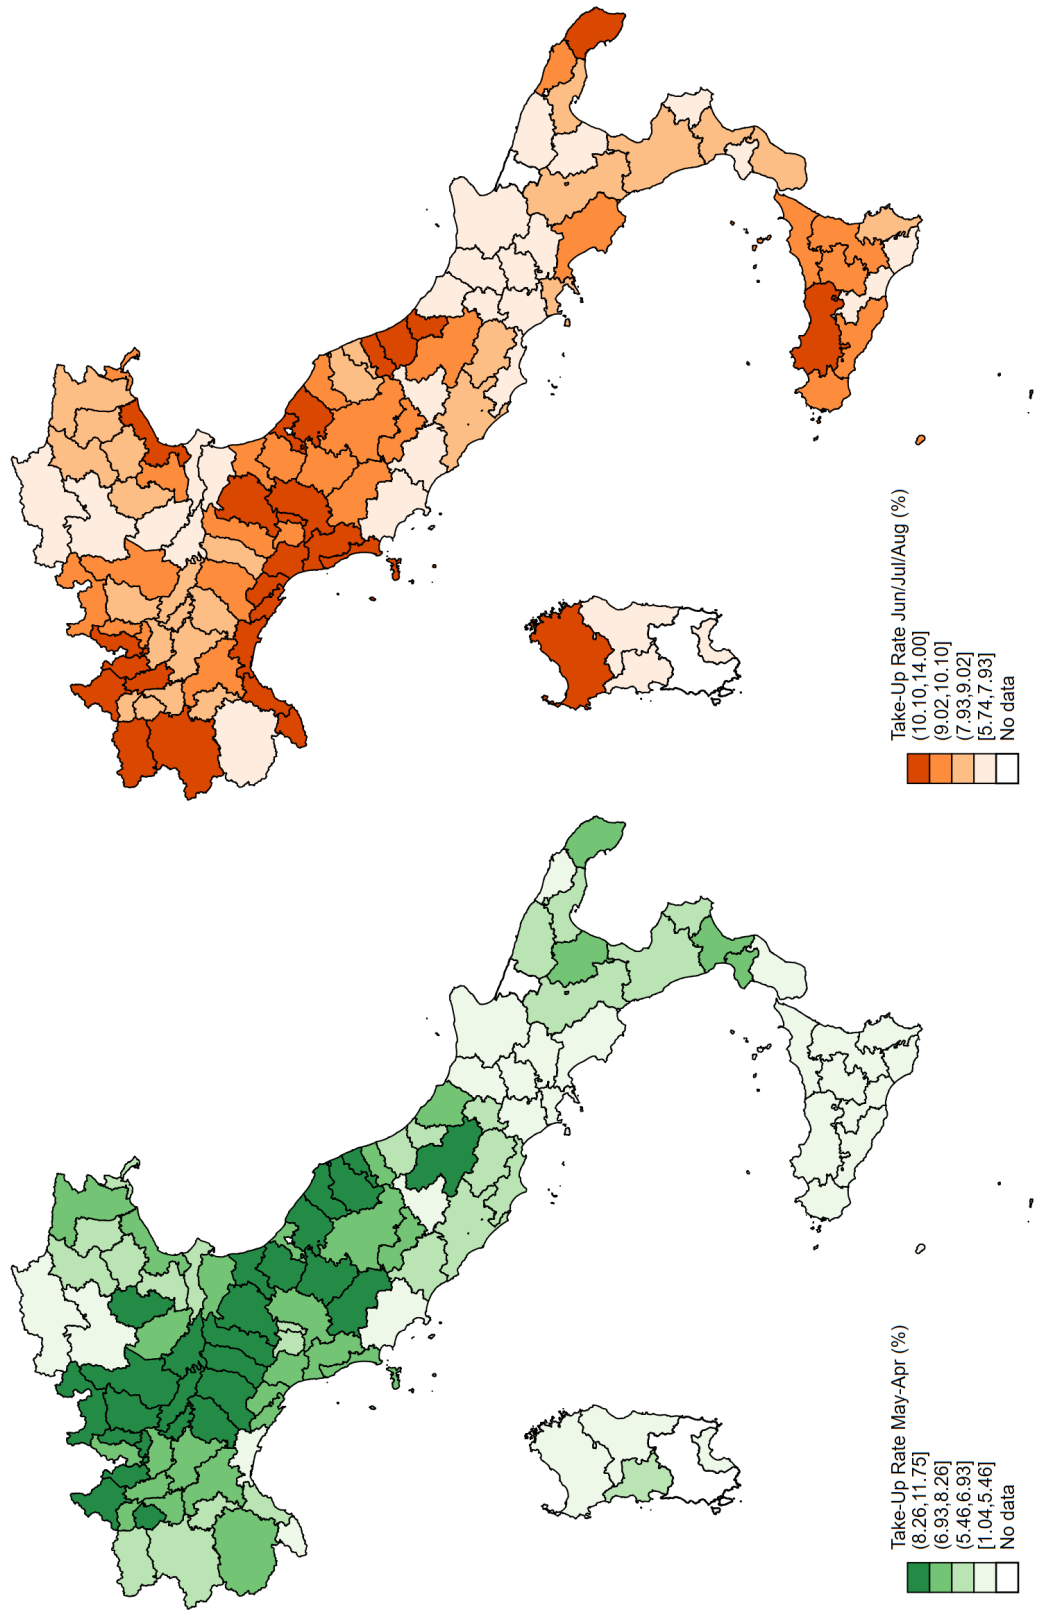 Take-Up Rate May-Apr (%)
(8.26,11.75]
(6.93,8.26]
(5.46,6.93]
[1.04,5.46]
No data
Take-Up Rate Jun/Jul/Aug (%)
(10.10,14.00]
(9.02,10.10]
(7.93,9.02]
[5.74,7.93]
No data